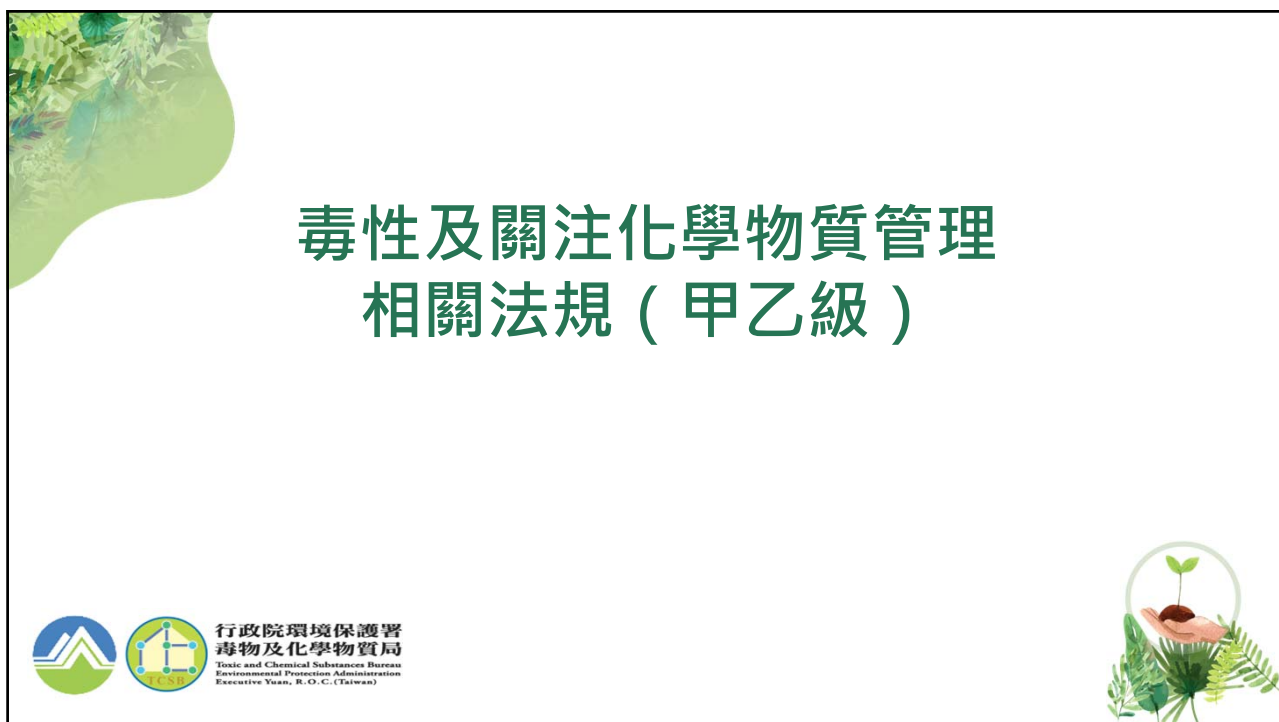 毒性及關注化學物質管理
相關法規（甲乙級）
行政院環境保護署
毒物及化學物質局
Toxic and Chemical Substances Bureau
Environmental Protection Administration
Executive Yuan, R.O.C.(Taiwan)
TCSB